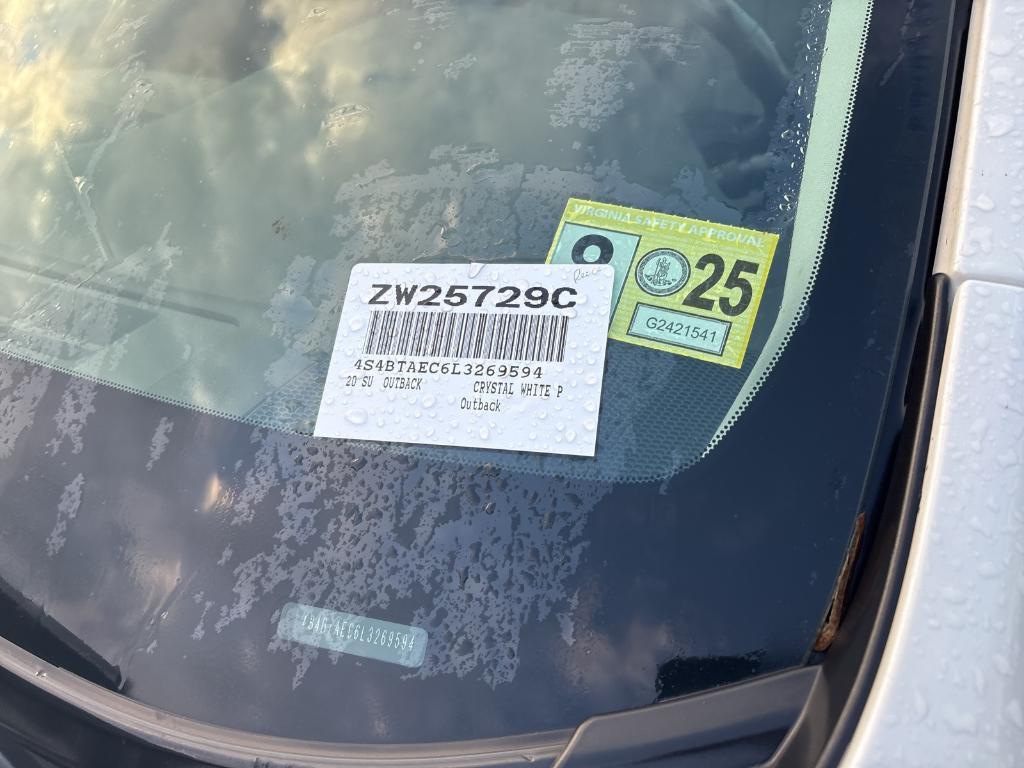 VIRGINIA SAFETY APPROVAL
9 25
G2421541
ZW25729C
4S4BTAEC6L3269594
20 SU OUTBACK CRYSTAL WHITE P
Outback